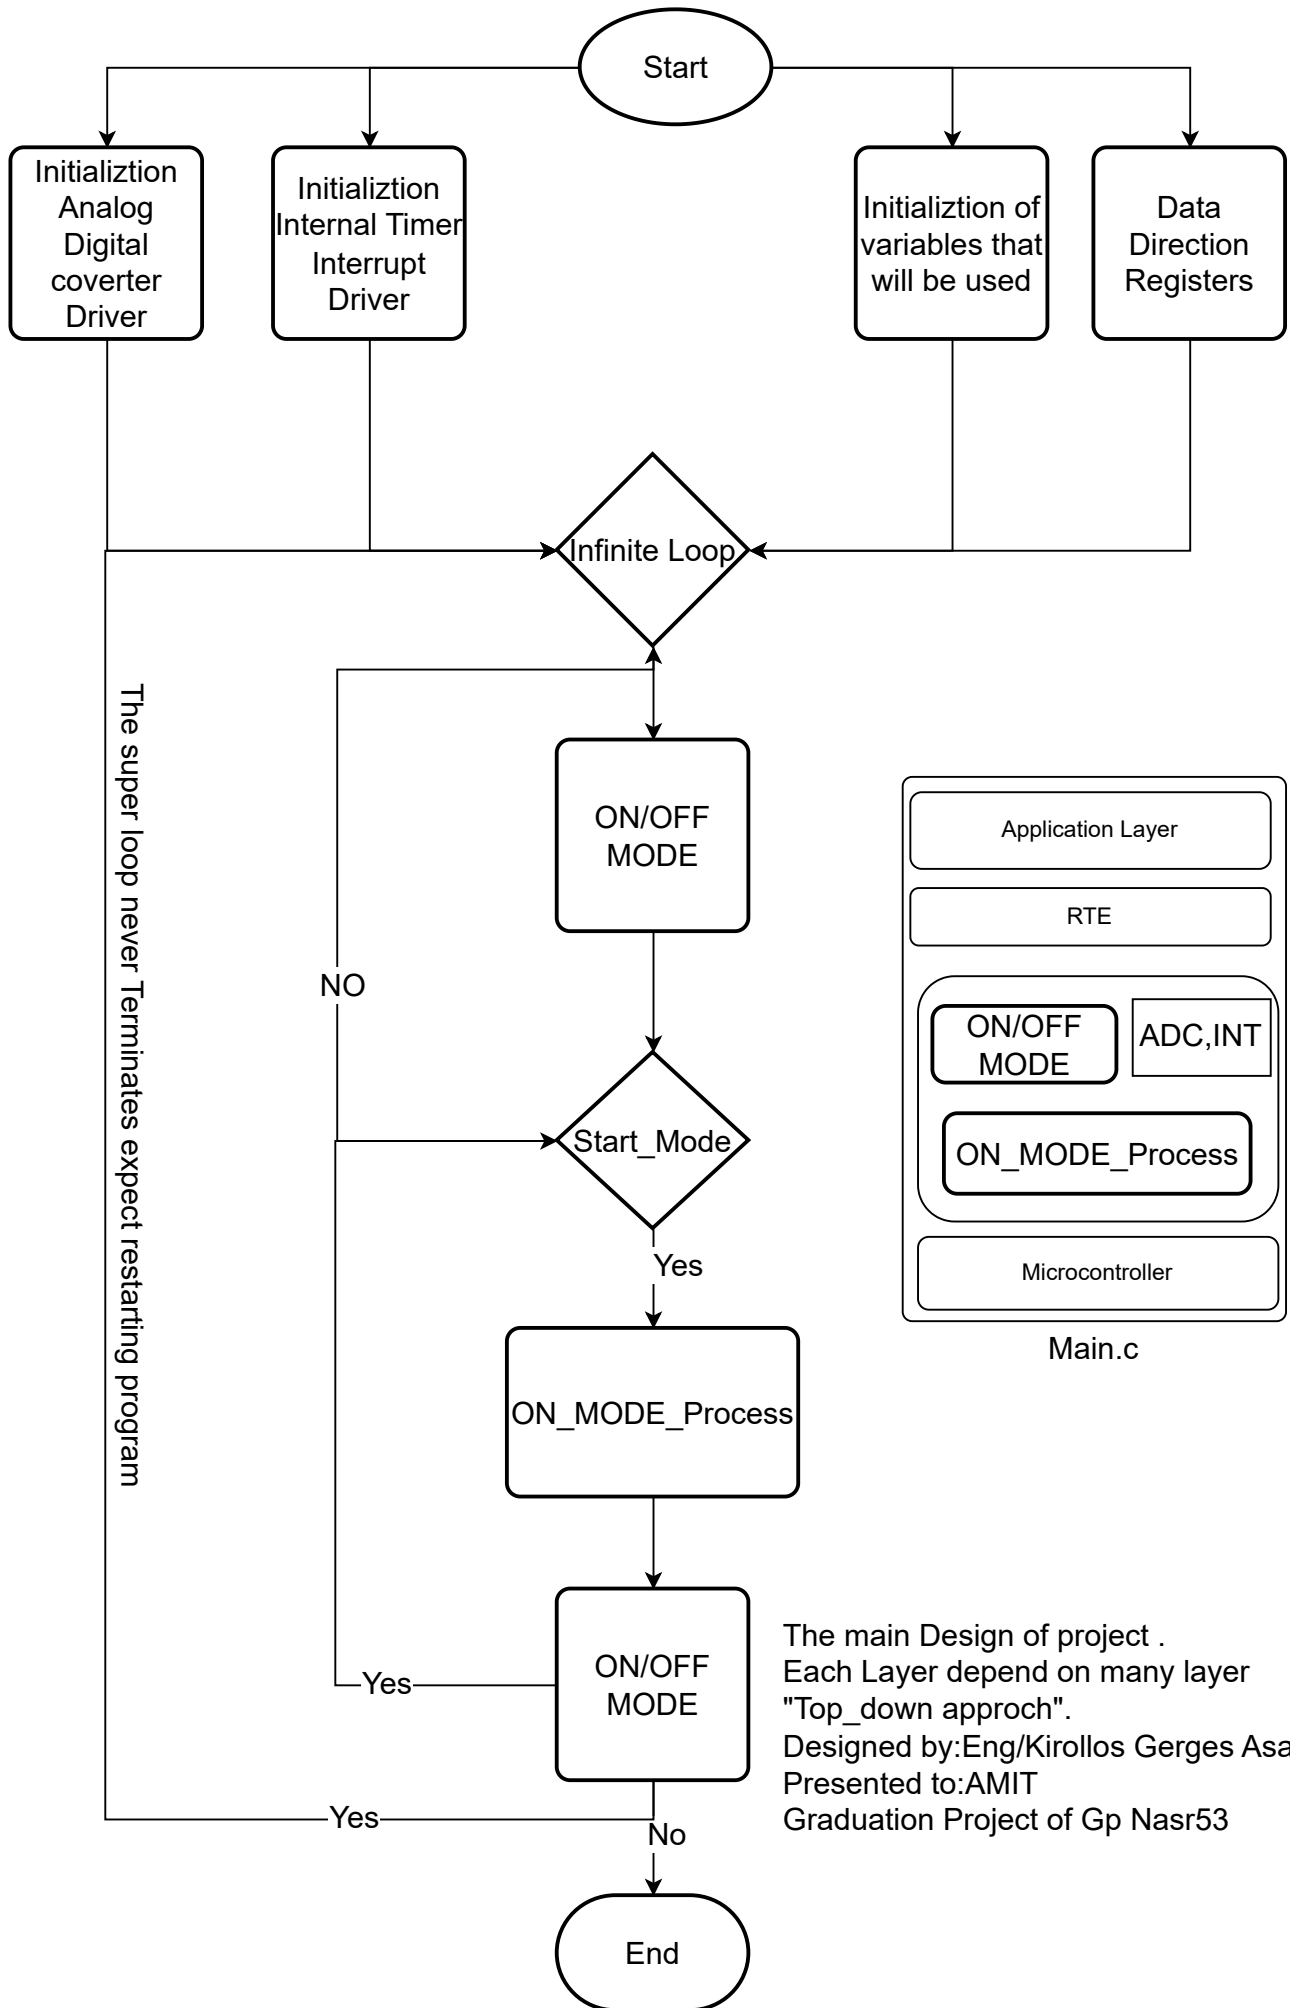 Start
Initializtion
Analog
Digital
coverter
Driver
Initializtion
Internal Timer
Interrupt
Driver
Initializtion of
variables that
will be used
Data
Direction
Registers
Infinite Loop
The super loop never Terminates expect restarting program
ON/OFF
MODE
NO
Start_Mode
Yes
ON_MODE_Process
ON/OFF
MODE
Yes
Yes
No
End
Application Layer
RTE
ON/OFF
MODE
ADC,INT
ON_MODE_Process
Microcontroller
Main.c
The main Design of project .
Each Layer depend on many layer
"Top_down approch".
Designed by:Eng/Kirollos Gerges
Presented to:AMIT
Graduation Project of Gp Nasr53